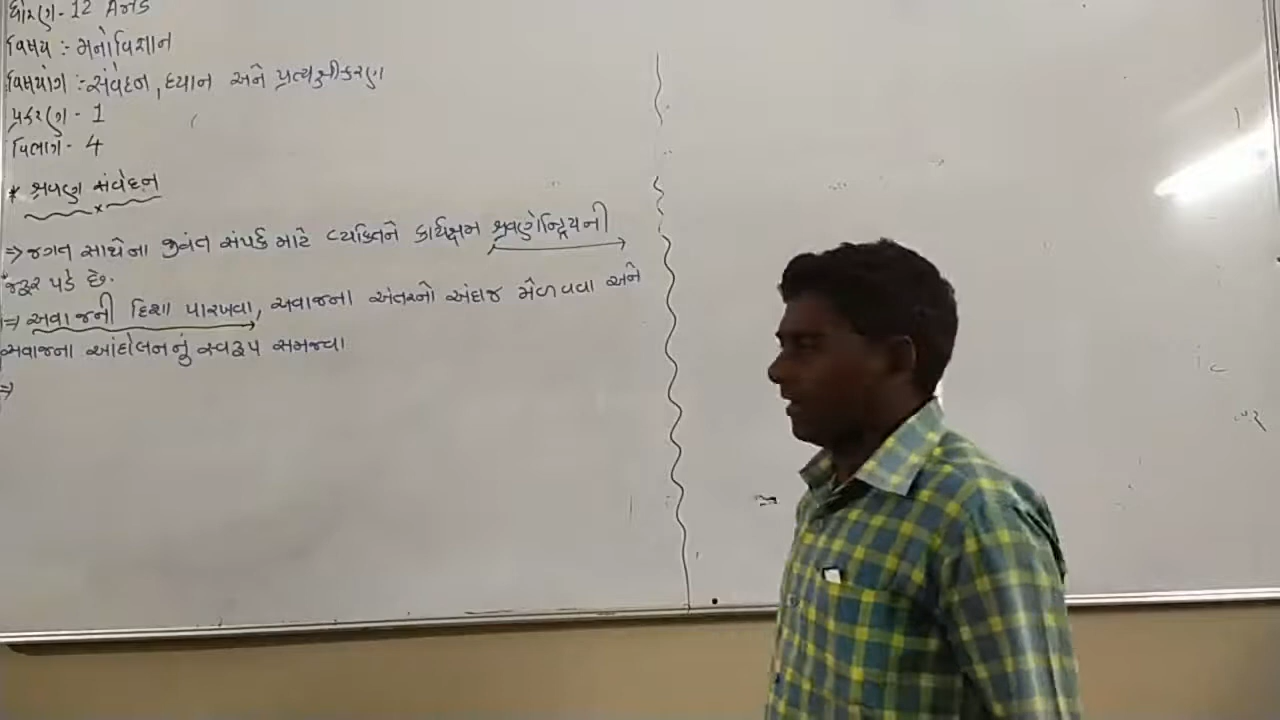 ધોરણ - 12 Arts
વિષય :- મનોવિજ્ઞાન
વિષયાંગ :- સંવેદન, ધ્યાન અને પ્રત્યક્ષીકરણ
પ્રકરણ - 1
વિભાગ - 4
* શ્રવણ સંવેદન
⇒ જગત સાથેના જીવંત સંપર્ક માટે વ્યક્તિને કાર્યક્ષમ શ્રવણેન્દ્રિયની
જરૂર પડે છે.
⇒ અવાજની દિશા પારખવા, અવાજના અંતરનો અંદાજ મેળવવા અને
અવાજના આંદોલનનું સ્વરૂપ સમજવા
⇒